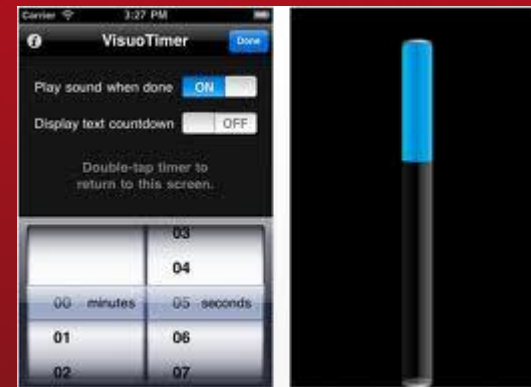 Carrier 3:27 PM
VisuoTimer Done
Play sound when done ON
Display text countdown OFF
Double-tap timer to
return to this screen.
03
04
00 minutes 05 seconds
01 06
02 07